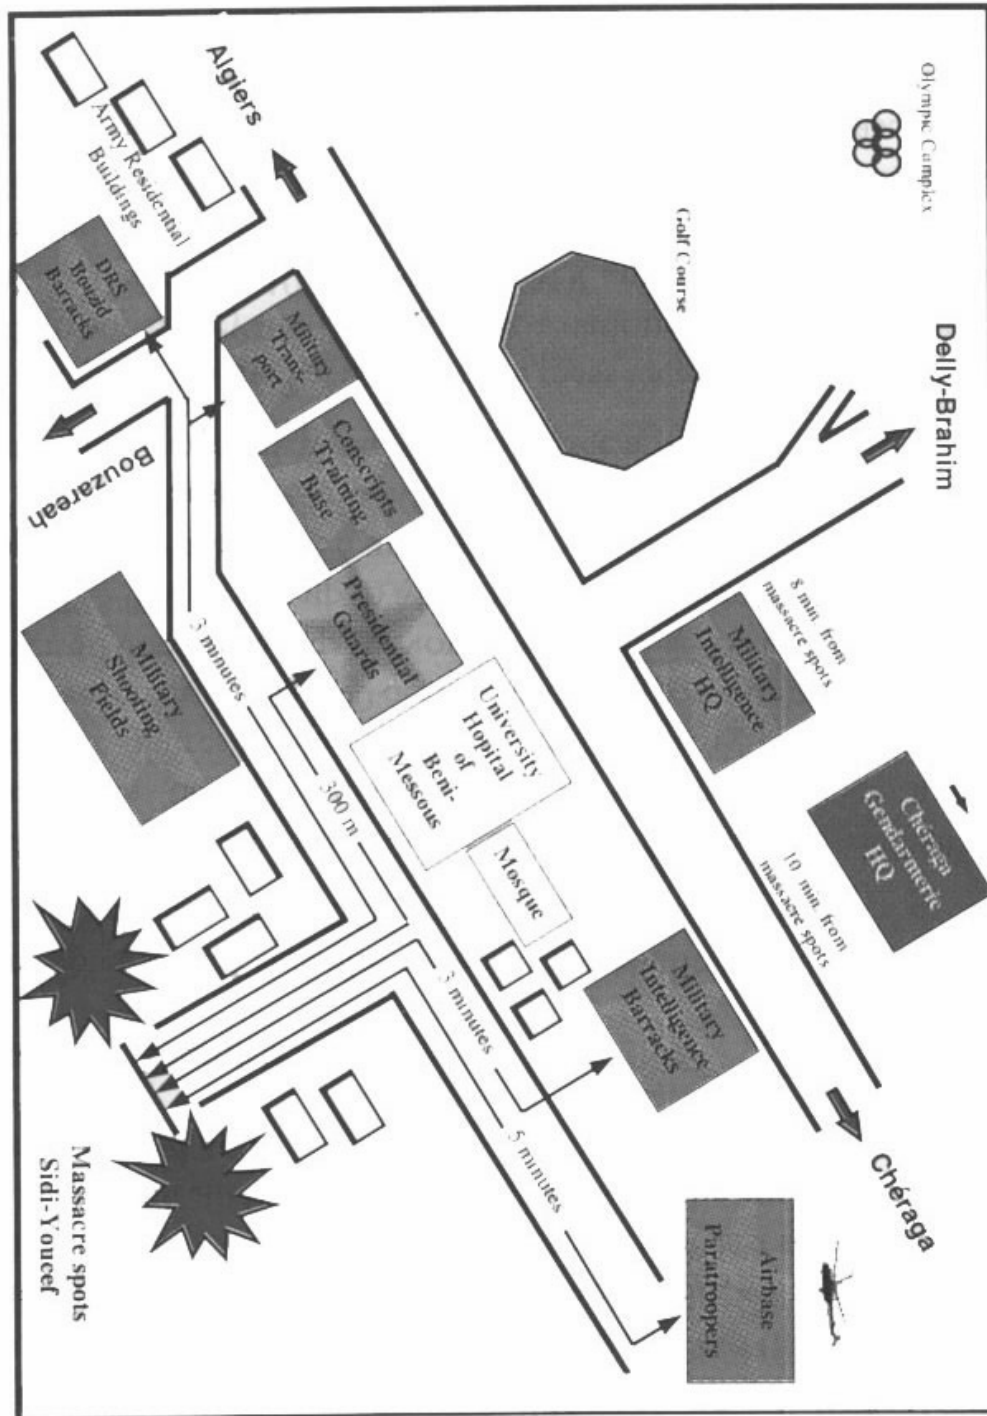 Olympic Complex
Delly-Brahim
Chéraga
Gendarmerie
HQ
8 min from
massacre spots
10 min. from
massacre spots
Chéraga
Golf Course
Military
Intelligence
HQ
Algiers
Military
Trans-
port
Conscripts
Training
Base
Presidential
Guards
University
Hopital
of
Beni-
Messous
Mosque
Military
Intelligence
Barracks
Airbase
Paratroopers
Army Residential
Buildings
DRS
Bouzid
Barracks
Bouzareah
3 minutes
300 m
3 minutes
5 minutes
Military
Shooting
Fields
Massacre spots
Sidi-Youcef